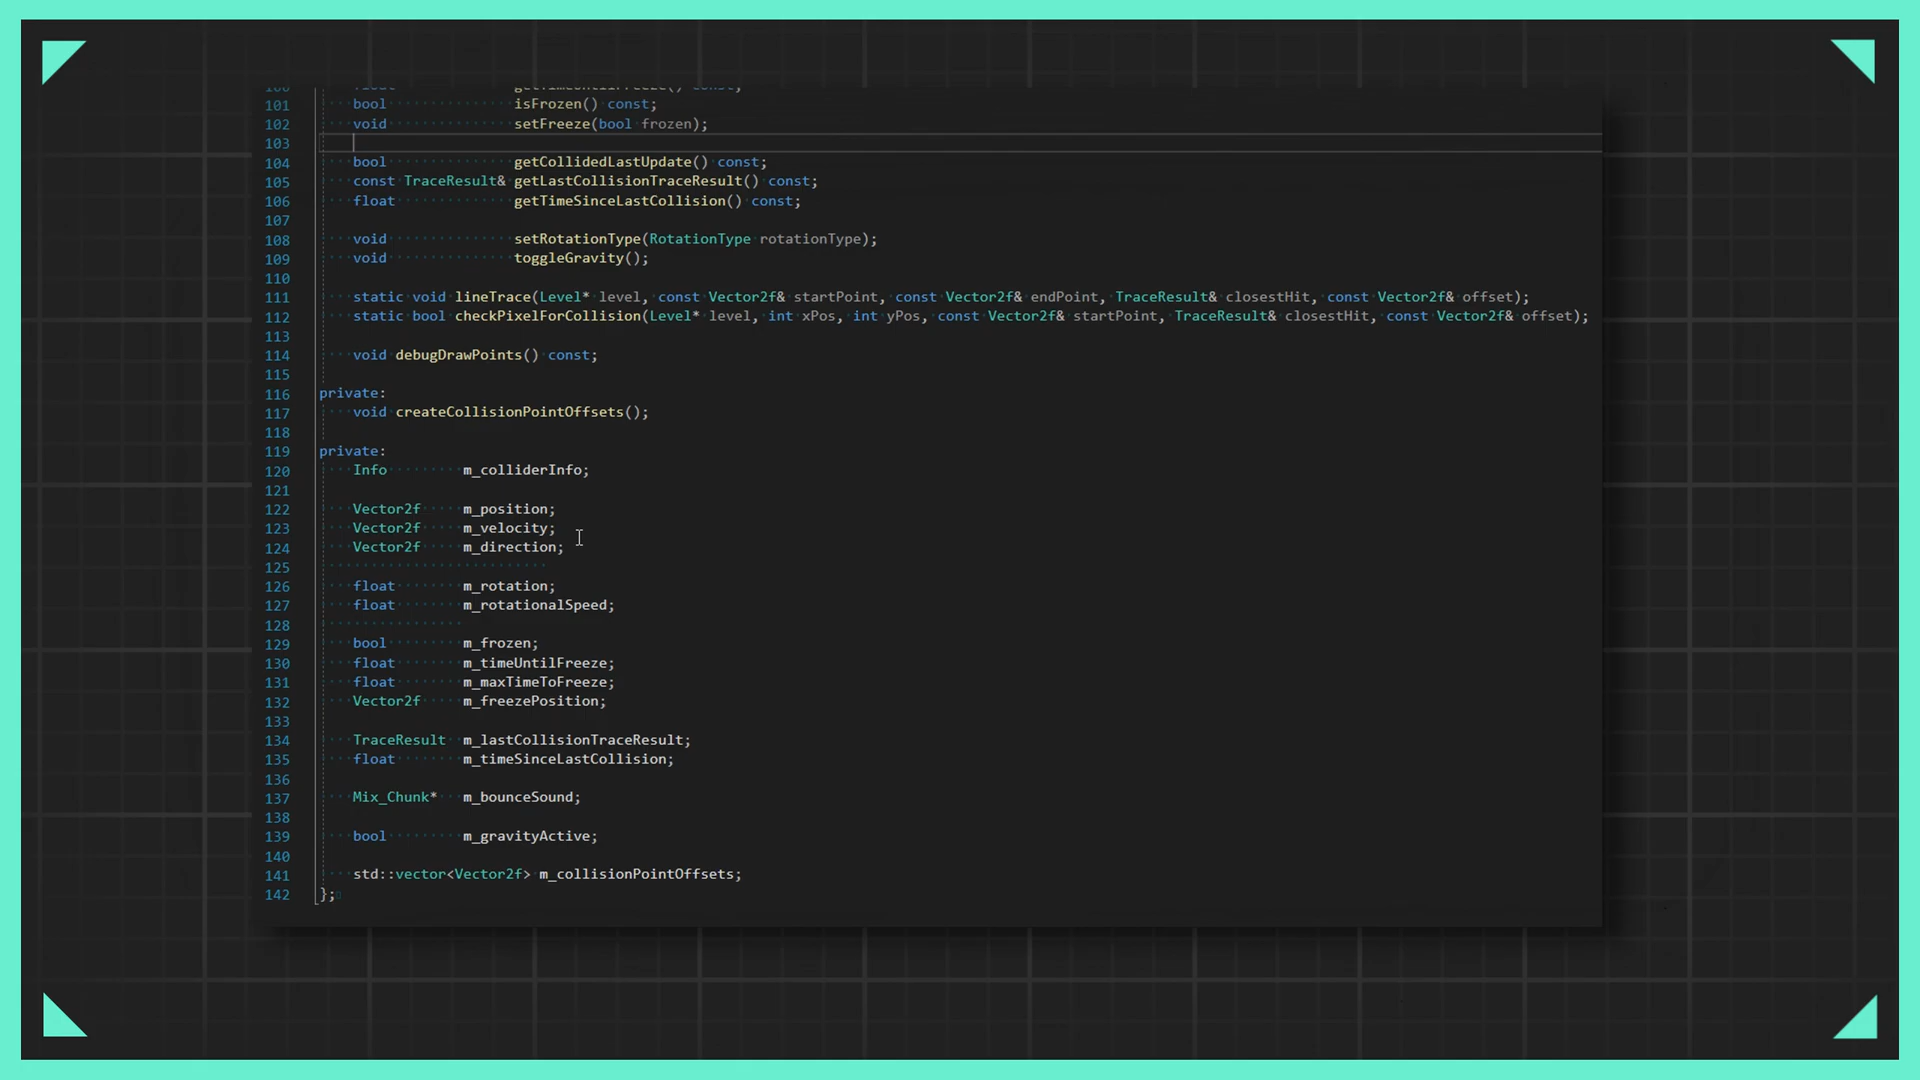 101 bool isFrozen() const;
102 void setFreeze(bool frozen);
103
104 bool getCollidedLastUpdate() const;
105 const TraceResult& getLastCollisionTraceResult() const;
106 float getTimeSinceLastCollision() const;
107
108 void setRotationType(RotationType rotationType);
109 void toggleGravity();
110
111 static void lineTrace(Level* level, const Vector2f& startPoint, const Vector2f& endPoint, TraceResult& closestHit, const Vector2f& offset);
112 static bool checkPixelForCollision(Level* level, int xPos, int yPos, const Vector2f& startPoint, TraceResult& closestHit, const Vector2f& offset);
113
114 void debugDrawPoints() const;
115
116 private:
117 void createCollisionPointOffsets();
118
119 private:
120 Info m_colliderInfo;
121
122 Vector2f m_position;
123 Vector2f m_velocity;
124 Vector2f m_direction;
125
126 float m_rotation;
127 float m_rotationalSpeed;
128
129 bool m_frozen;
130 float m_timeUntilFreeze;
131 float m_maxTimeToFreeze;
132 Vector2f m_freezePosition;
133
134 TraceResult m_lastCollisionTraceResult;
135 float m_timeSinceLastCollision;
136
137 Mix_Chunk* m_bounceSound;
138
139 bool m_gravityActive;
140
141 std::vector<Vector2f> m_collisionPointOffsets;
142 };